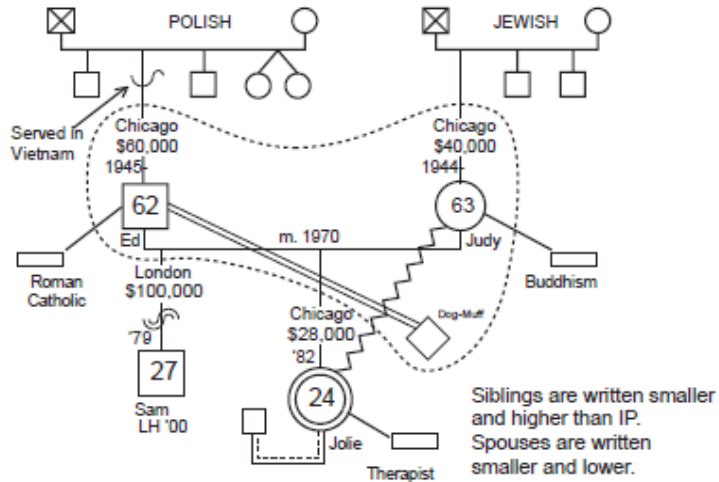 POLISH
JEWISH
Served In
Vietnam
Chicago
$60,000
1945-
Chicago
$40,000
1944-
62
63
Ed
m. 1970
Judy
Roman
Catholic
London
$100,000
Buddhism
Chicago
$28,000
Dog-Muff
'79
'82
27
24
Sam
LH '00
Jolie
Therapist
Siblings are written smaller
and higher than IP.
Spouses are written
smaller and lower.